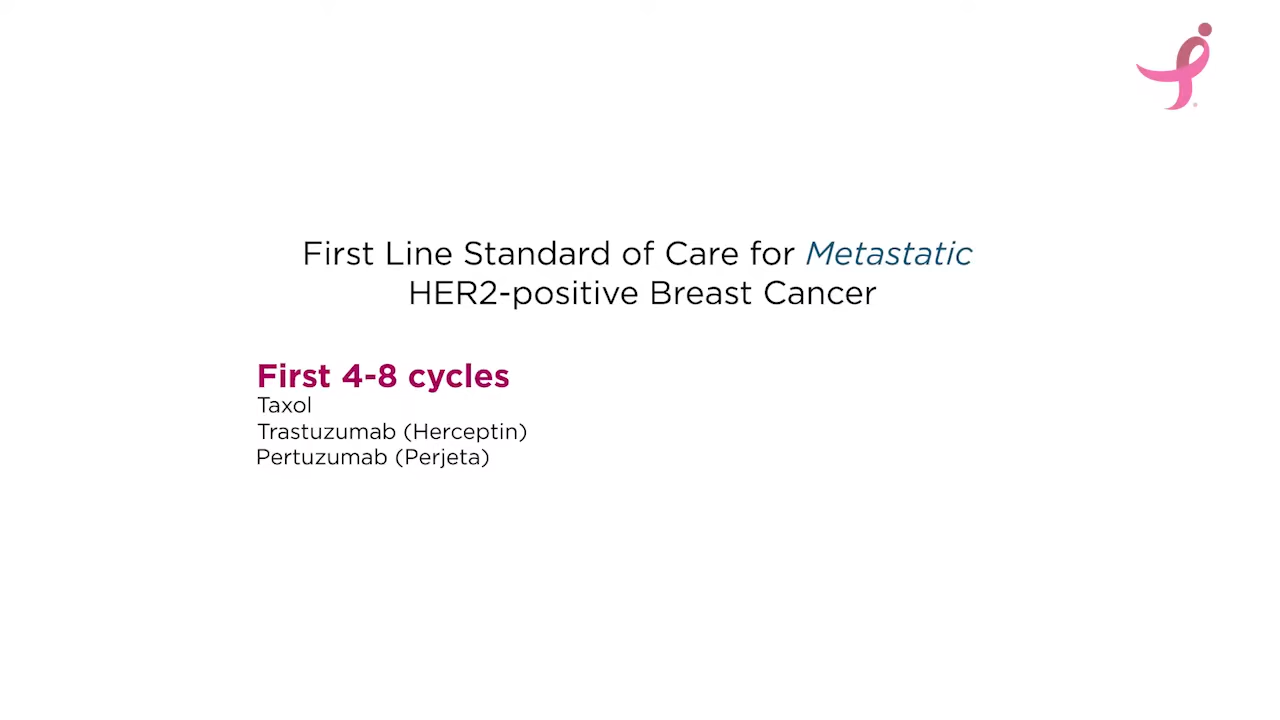 First Line Standard of Care for Metastatic
HER2-positive Breast Cancer
First 4-8 cycles
Taxol
Trastuzumab (Herceptin)
Pertuzumab (Perjeta)